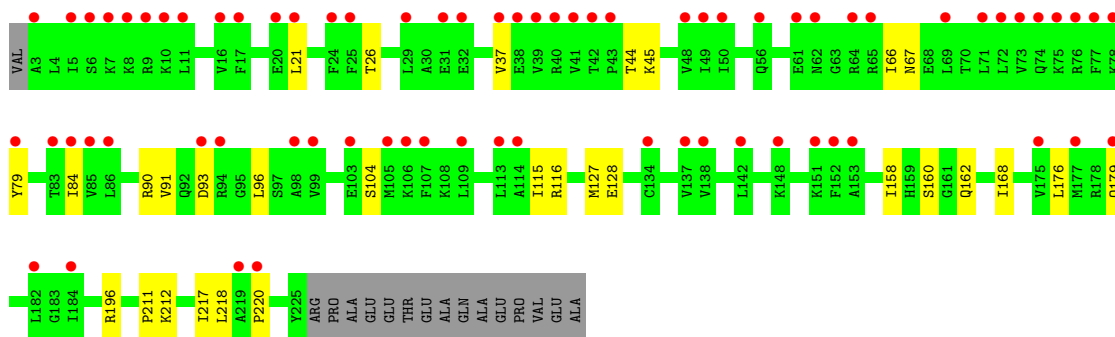 VAL A3 L4 I5 S6 K7 K8 R9 K10 L11 V16 F17 E20 L21 F24 F25 T26 L29 A30 E31 E32 V37 E38 V39 R40 V41 T42 P43 T44 K45 V48 I49 I50 Q56 E61 N62 G63 R64 R65 I66 N67 E68 L69 T70 L71 L72 V73 Q74 K75 R76 F77 K78
Y79 T83 I84 V85 L86 R90 V91 Q92 D93 R94 G95 L96 S97 A98 V99 E103 S104 M105 K106 F107 K108 L109 L113 A114 I115 R116 M127 E128 C134 V137 V138 L142 K148 K151 F152 A153 I158 H159 S160 G161 Q162 I168 V175 L176 M177 R178
L182 G183 I184 R196 P211 K212 I217 L218 A219 P220 Y225 ARG PRO ALA GLU GLU THR GLU ALA GLN ALA GLU PRO VAL GLU ALA